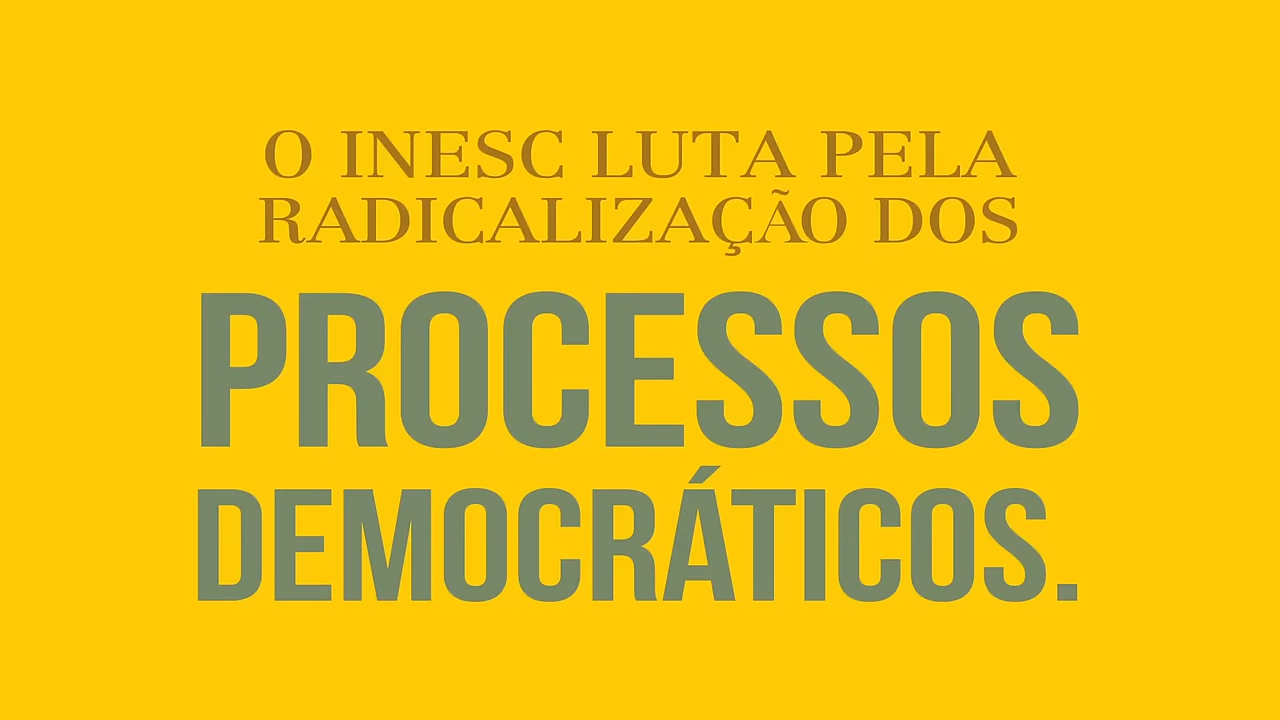 O INESC LUTA PELA
RADICALIZAÇÃO DOS
PROCESSOS
DEMOCRÁTICOS.